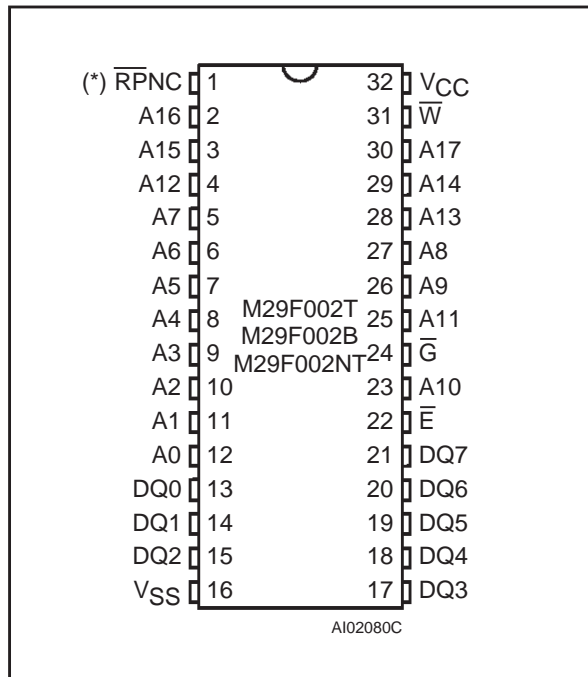 (*) R̅P̅NC 1 32 VCC
A16 2 31 W̅
A15 3 30 A17
A12 4 29 A14
A7 5 28 A13
A6 6 27 A8
A5 7 26 A9
M29F002T
A4 8 25 A11
M29F002B
A3 9 24 G̅
M29F002NT
A2 10 23 A10
A1 11 22 E̅
A0 12 21 DQ7
DQ0 13 20 DQ6
DQ1 14 19 DQ5
DQ2 15 18 DQ4
VSS 16 17 DQ3
AI02080C